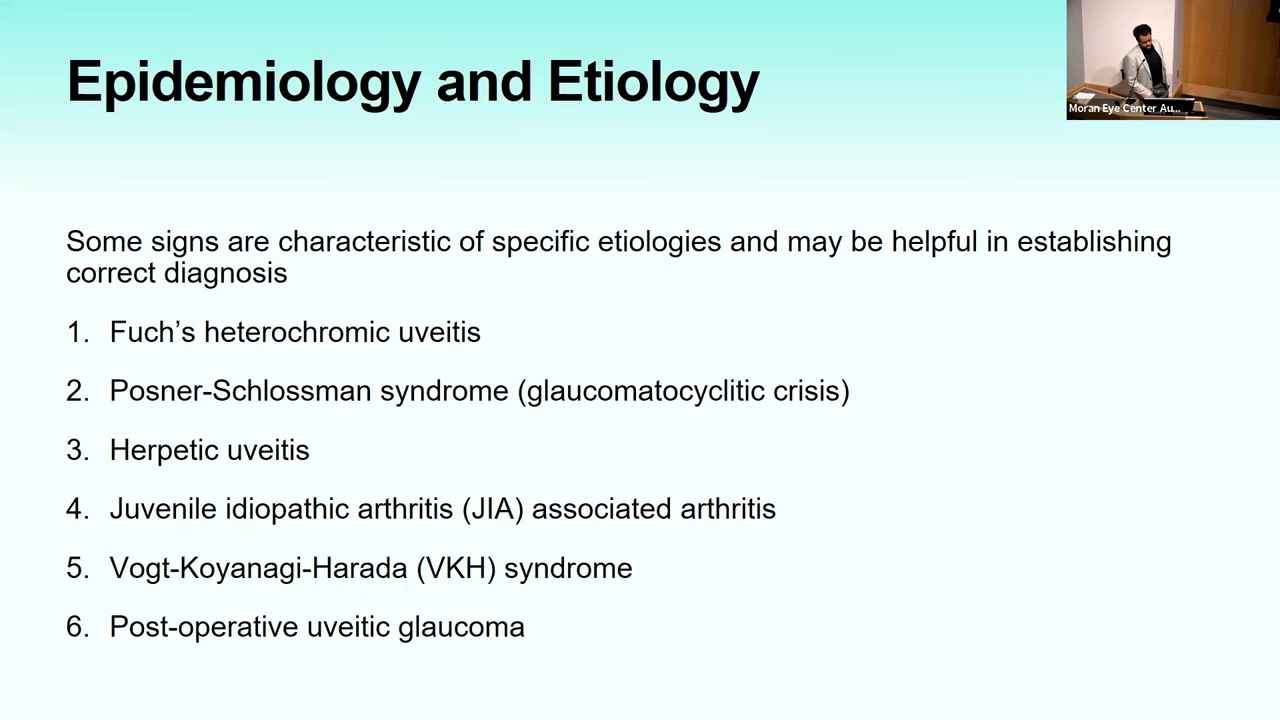 Epidemiology and Etiology
Moran Eye Center Au...
Some signs are characteristic of specific etiologies and may be helpful in establishing
correct diagnosis
1. Fuch’s heterochromic uveitis
2. Posner-Schlossman syndrome (glaucomatocyclitic crisis)
3. Herpetic uveitis
4. Juvenile idiopathic arthritis (JIA) associated arthritis
5. Vogt-Koyanagi-Harada (VKH) syndrome
6. Post-operative uveitic glaucoma